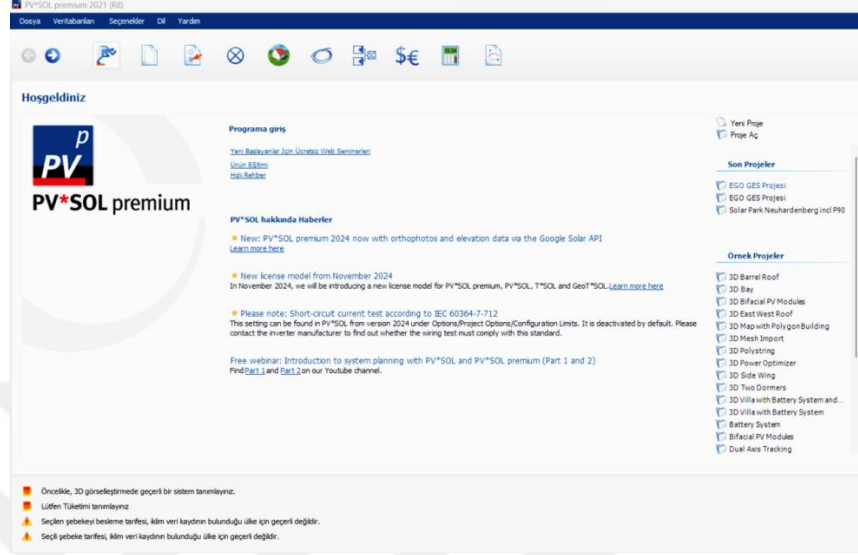 PV*SOL premium 2021 (R8)
Dosya Veritabanları Seçenekler Dil Yardım
$€
Hoşgeldiniz
p
PV
PV*SOL premium
Programa giriş
Yeni Başlayanlar İçin Ücretsiz Web Seminerleri
Ürün Eğitimi
Hızlı Rehber
PV*SOL hakkında Haberler
New: PV*SOL premium 2024 now with orthophotos and elevation data via the Google Solar API
Learn more here
New license model from November 2024
In November 2024, we will be introducing a new license model for PV*SOL premium, PV*SOL, T*SOL and GeoT*SOL. Learn more here
Please note: Short-circuit current test according to IEC 60364-7-712
This setting can be found in PV*SOL from version 2024 under Options/Project Options/Configuration Limits. It is deactivated by default. Please
contact the inverter manufacturer to find out whether the wiring test must comply with this standard.
Free webinar: Introduction to system planning with PV*SOL and PV*SOL premium (Part 1 and 2)
Find Part 1 and Part 2 on our Youtube channel.
Yeni Proje
Proje Aç
Son Projeler
EGO GES Projesi
EGO GES Projesi
Solar Park Neuhardenberg incl P90
Örnek Projeler
3D Barrel Roof
3D Bay
3D Bifacial PV Modules
3D East West Roof
3D Map with Polygon Building
3D Mesh Import
3D Polystring
3D Power Optimizer
3D Side Wing
3D Two Dormers
3D Villa with Battery System and...
3D Villa with Battery System
Battery System
Bifacial PV Modules
Dual Axis Tracking
Öncelikle, 3D görselleştirmede geçerli bir sistem tanımlayınız.
Lütfen Tüketimi tanımlayınız
Seçilen şebekeyi besleme tarifesi, iklim veri kaydının bulunduğu ülke için geçerli değildir.
Seçili şebeke tarifesi, iklim veri kaydının bulunduğu ülke için geçerli değildir.